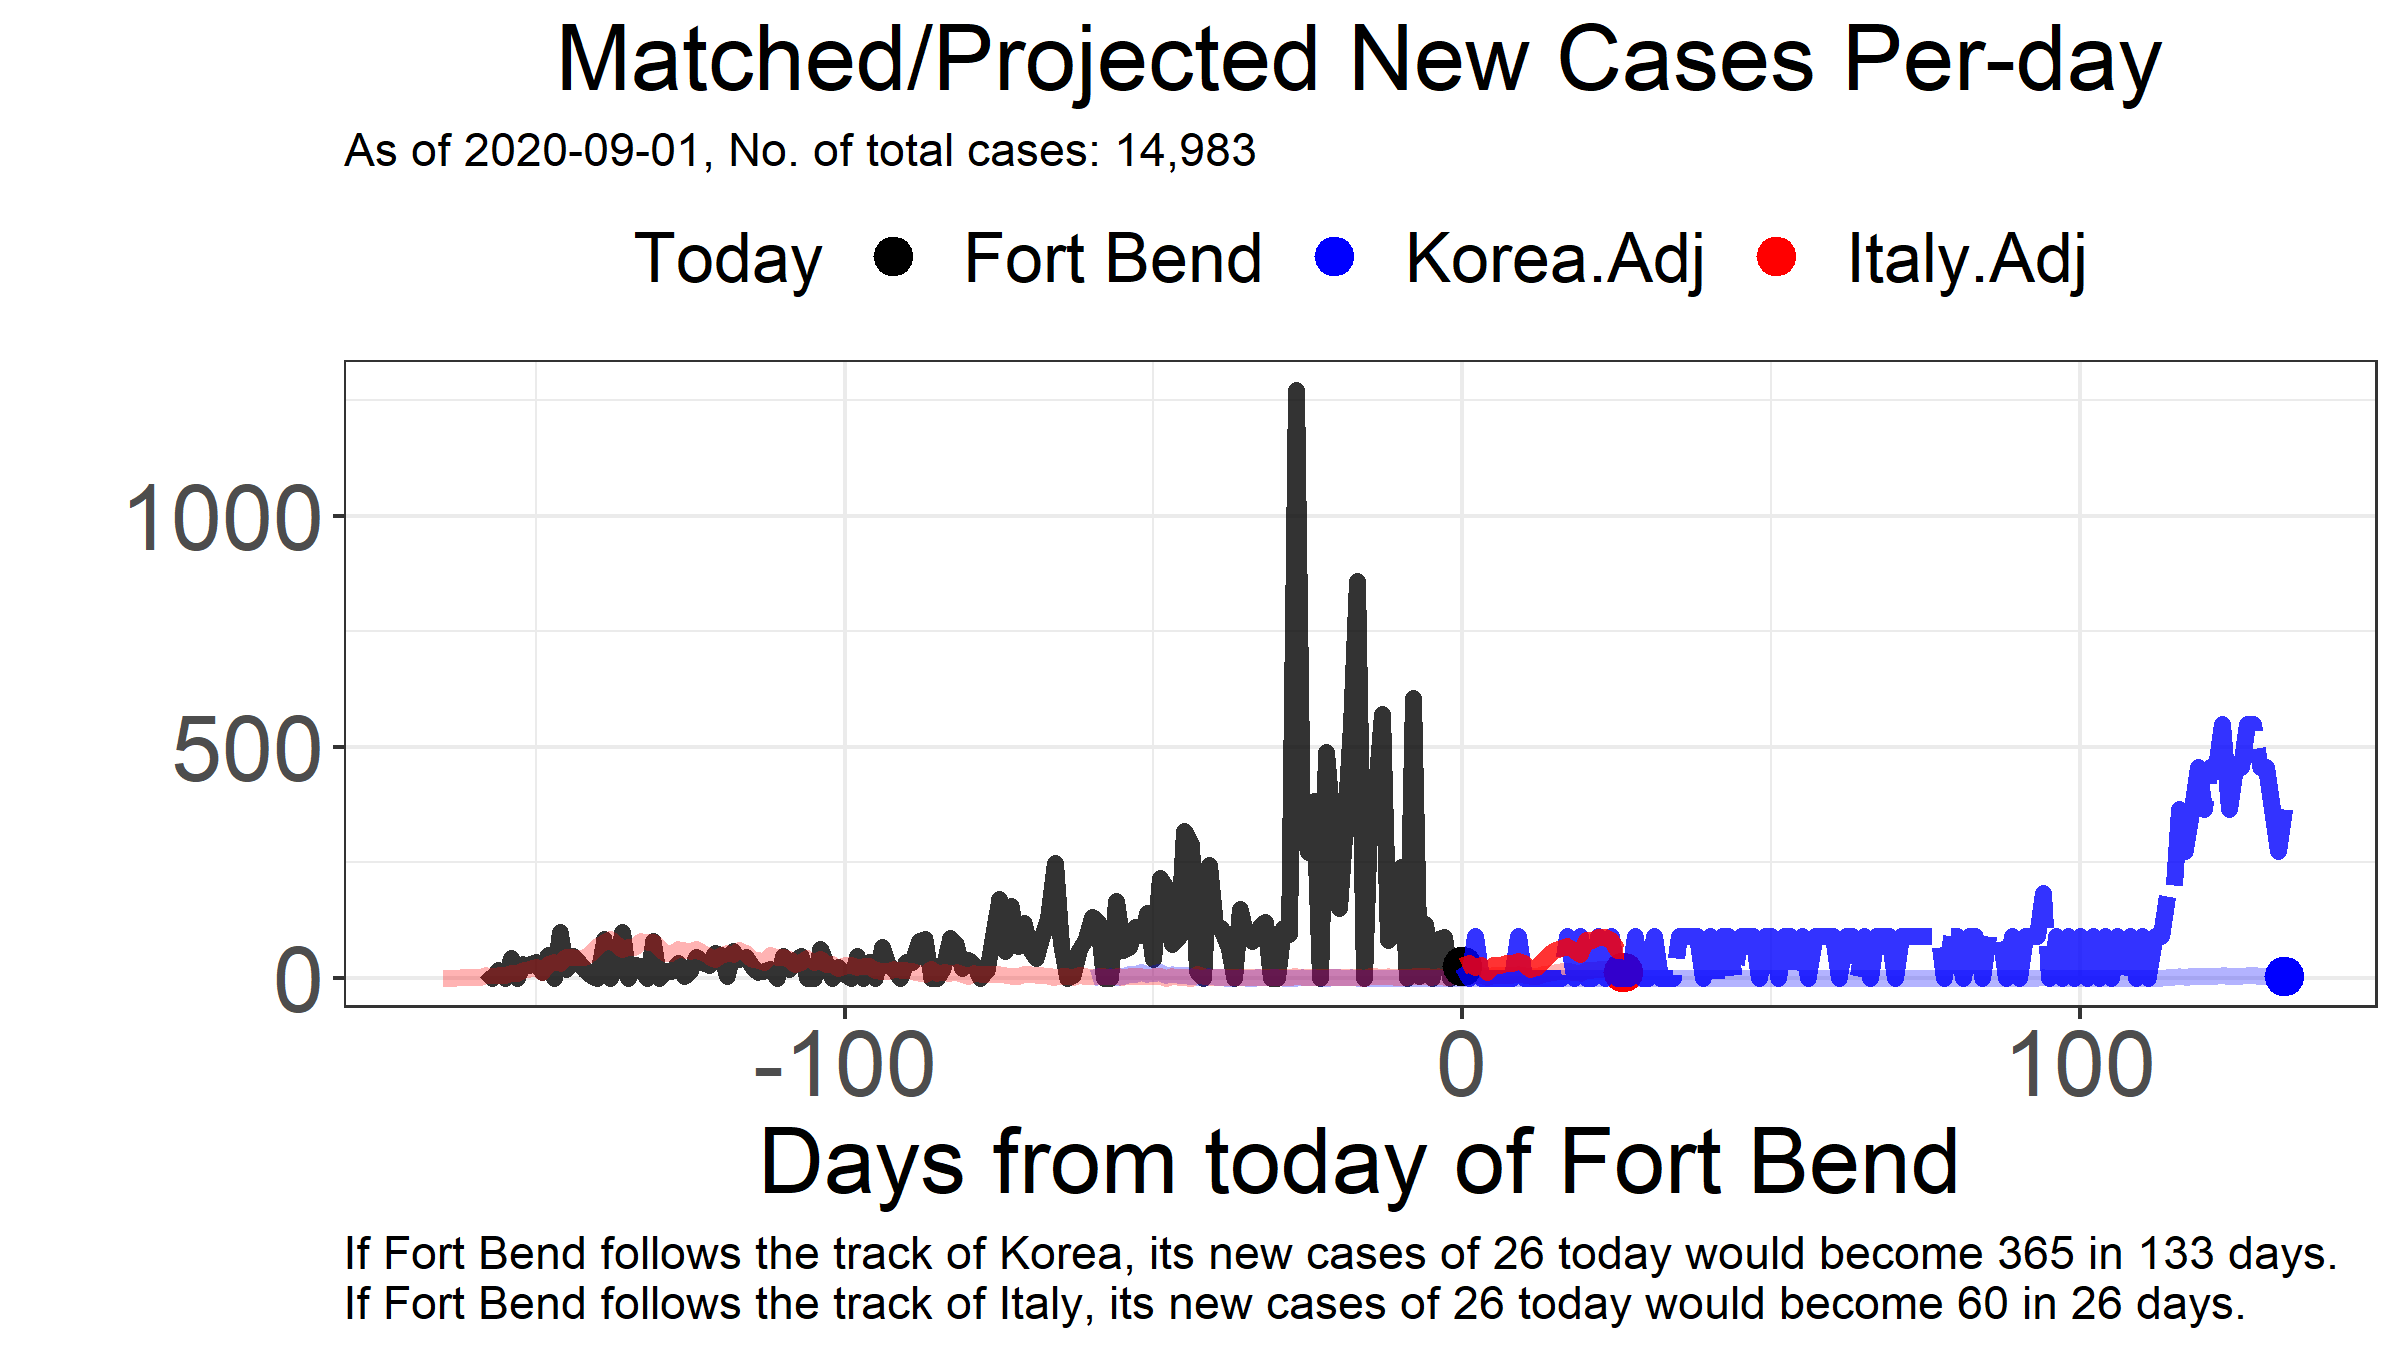 Matched/Projected New Cases Per-day
As of 2020-09-01, No. of total cases: 14,983
Today Fort Bend Korea.Adj Italy.Adj
1000
500
0
-100 0 100
Days from today of Fort Bend
If Fort Bend follows the track of Korea, its new cases of 26 today would become 365 in 133 days.
If Fort Bend follows the track of Italy, its new cases of 26 today would become 60 in 26 days.